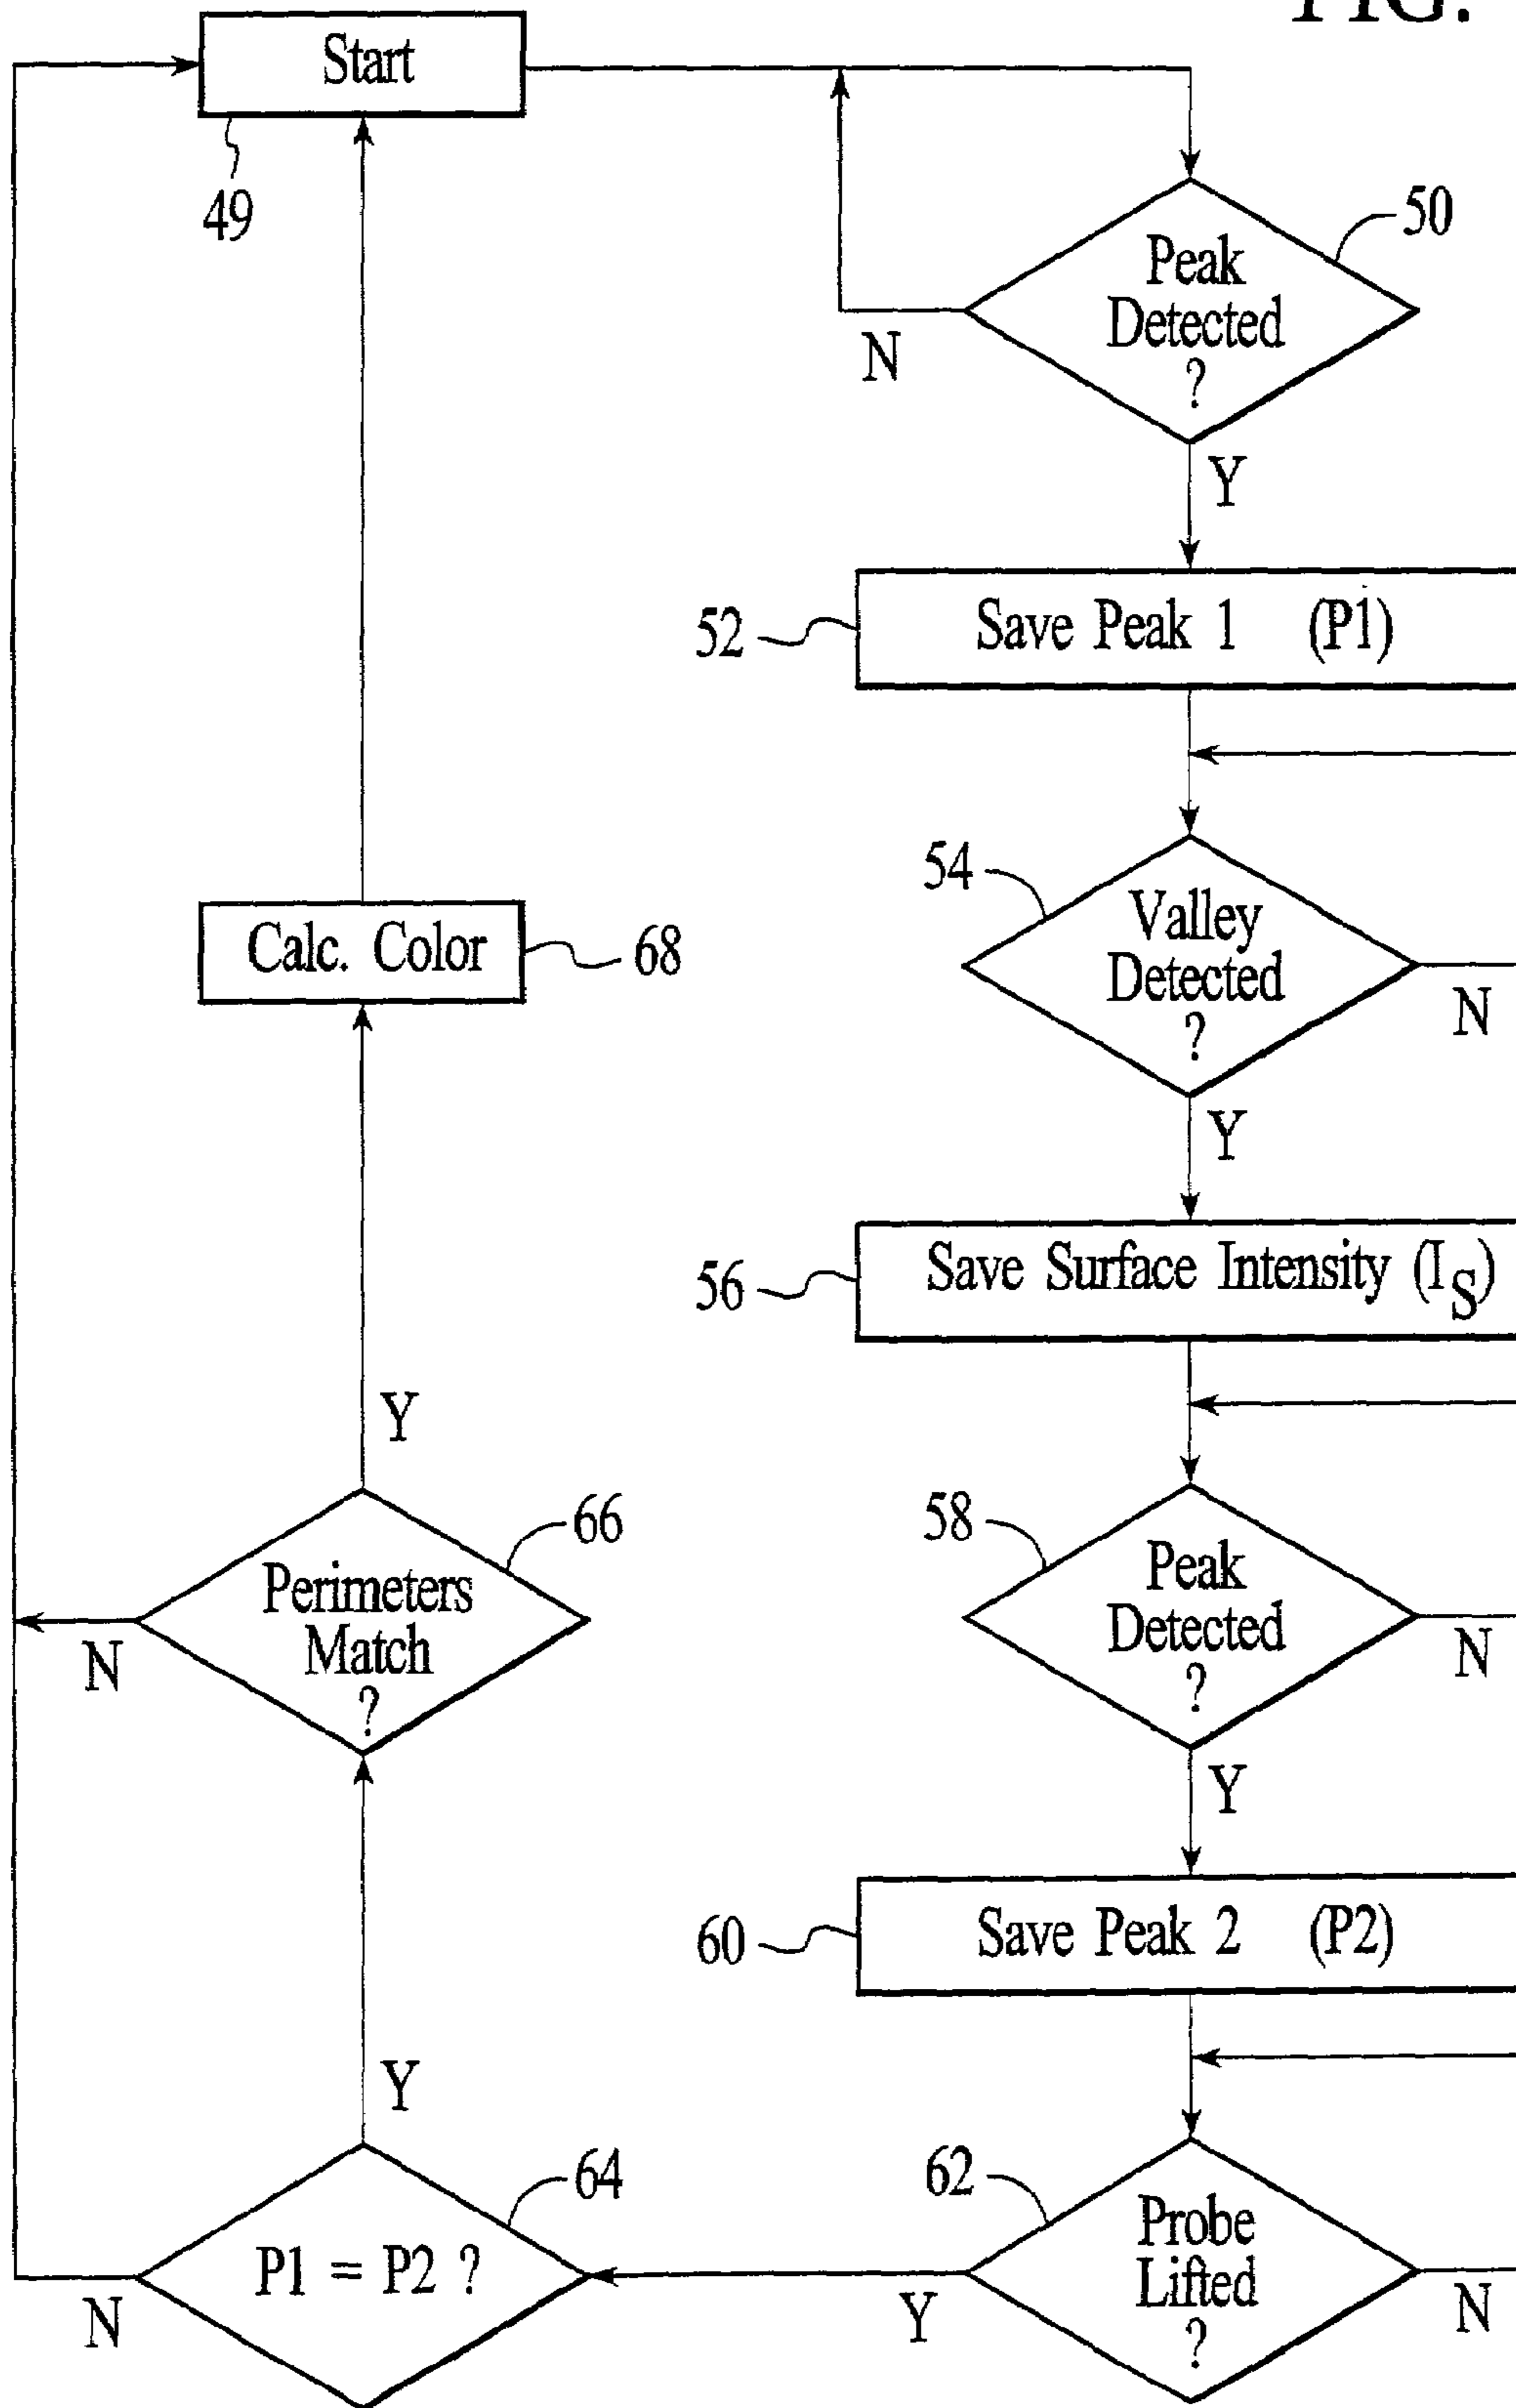 FIG.
Start
49
50
Peak
Detected
?
N
Y
52
Save Peak 1 (P1)
54
Valley
Detected
?
N
Y
56
Save Surface Intensity (IS)
58
Peak
Detected
?
N
Y
60
Save Peak 2 (P2)
62
Probe
Lifted
?
N
Y
64
P1 = P2 ?
N
Y
66
Perimeters
Match
?
N
Y
Calc. Color
68